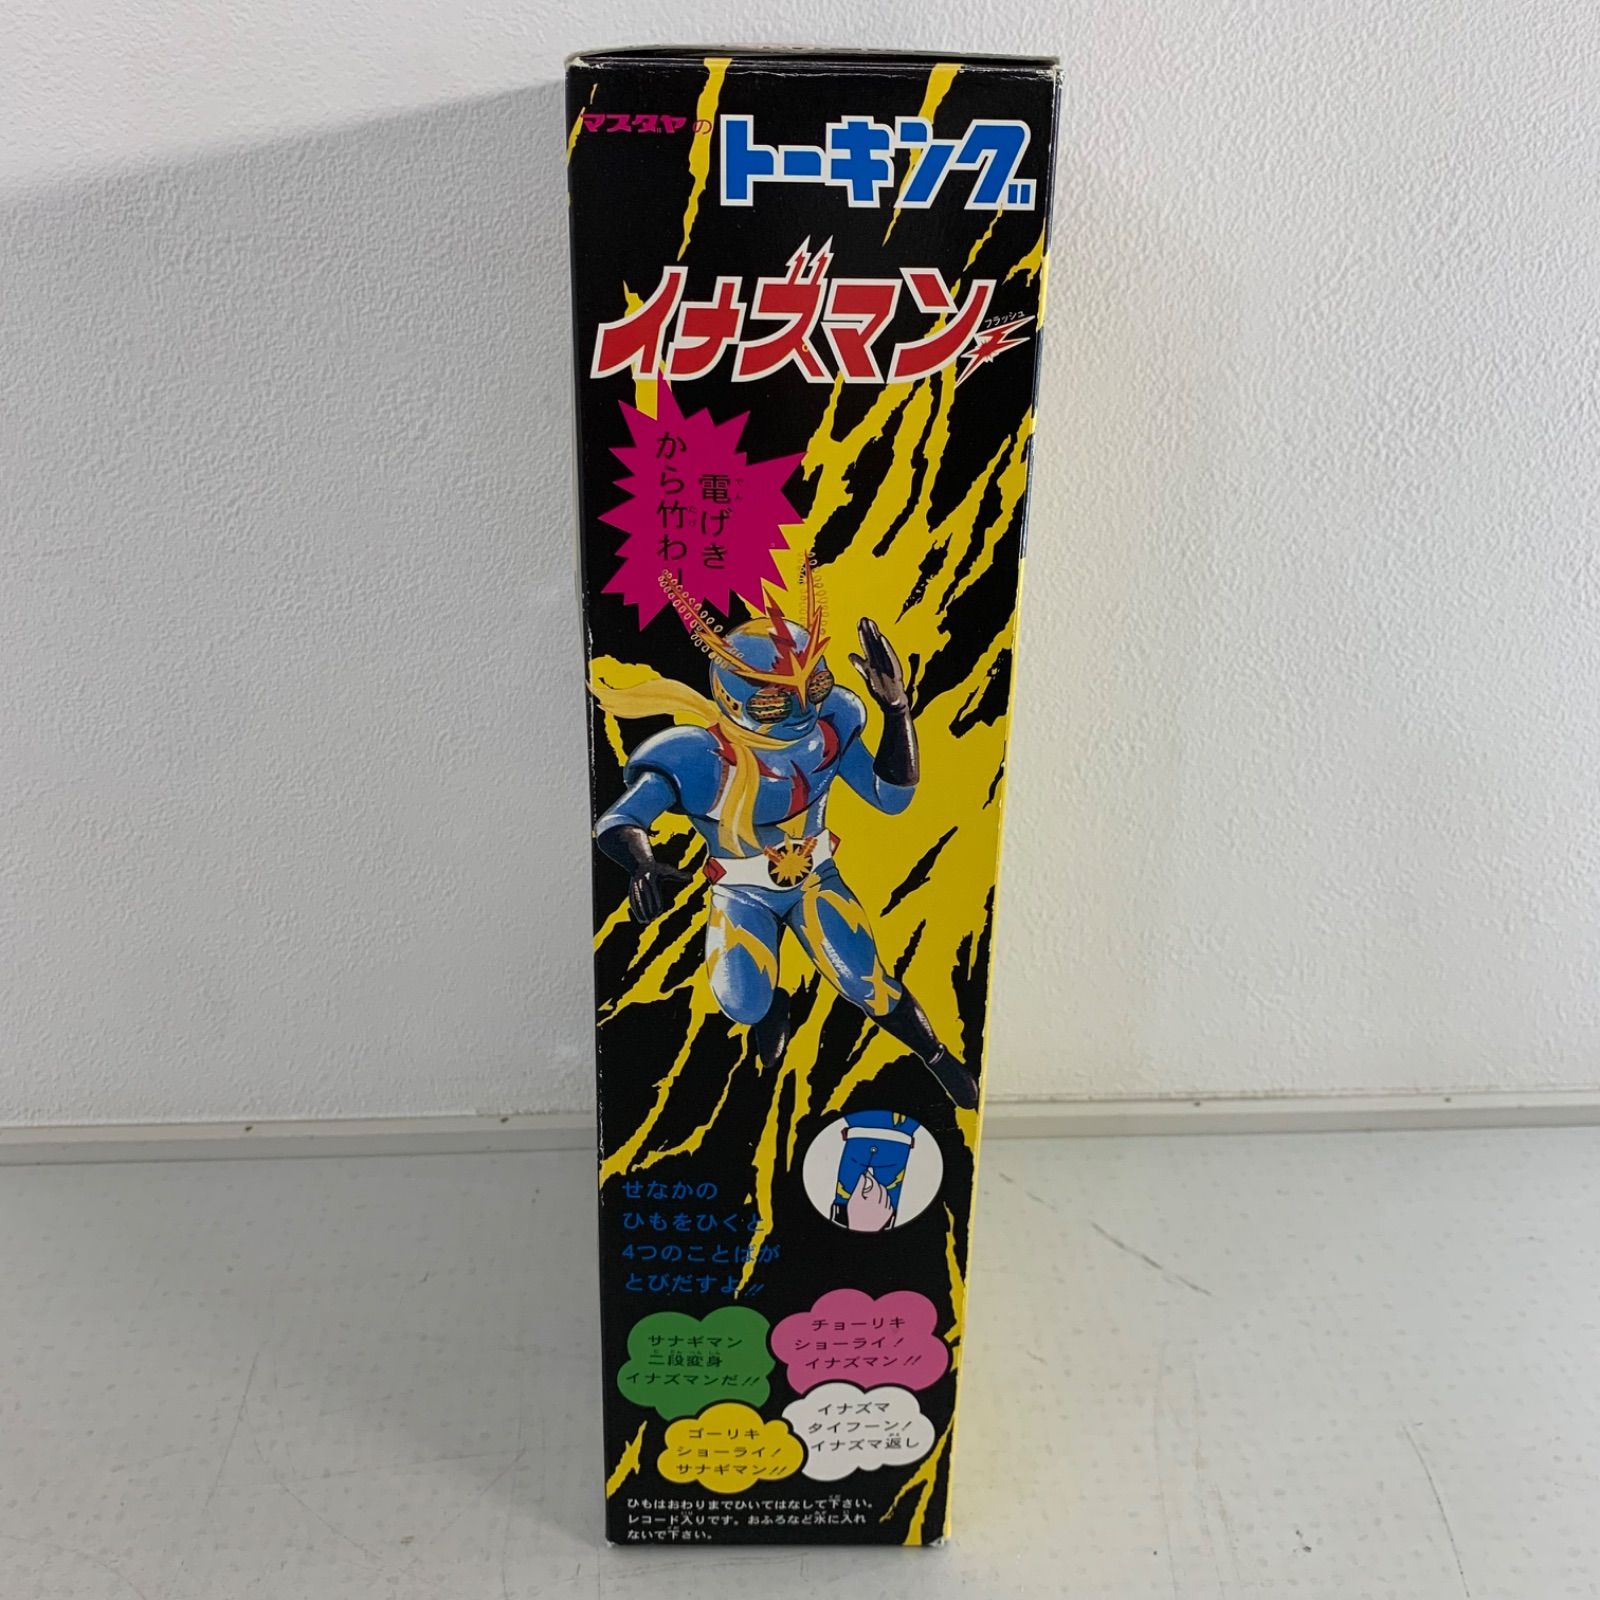 マスダヤの
トーキング
イナズマンF
フラッシュ
電げき
から竹わり
せなかの
ひもをひくと
4つのことばが
とびだすよ!!
サナギマン
二段変身
イナズマンだ!!
チョーリキ
ショーライ!
イナズマン!!
ゴーリキ
ショーライ!
サナギマン!!
イナズマ
タイフーン!
イナズマ返し
ひもはおわりまでひいてはなして下さい。
レコード入りです。おふろなど水に入れ
ないで下さい。